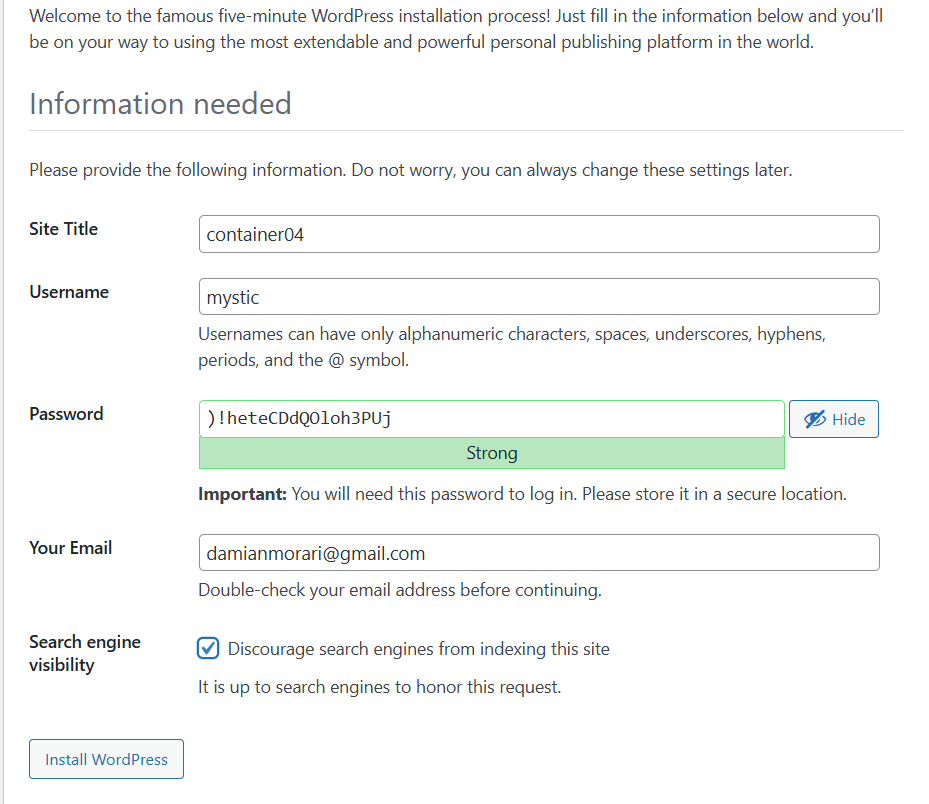 Welcome to the famous five-minute WordPress installation process! Just fill in the information below and you’ll
be on your way to using the most extendable and powerful personal publishing platform in the world.
Information needed
Please provide the following information. Do not worry, you can always change these settings later.
Site Title
container04
Username
mystic
Usernames can have only alphanumeric characters, spaces, underscores, hyphens,
periods, and the @ symbol.
Password
)!heteCDdQOloh3PUj
Hide
Strong
Important: You will need this password to log in. Please store it in a secure location.
Your Email
damianmorari@gmail.com
Double-check your email address before continuing.
Search engine
visibility
Discourage search engines from indexing this site
It is up to search engines to honor this request.
Install WordPress